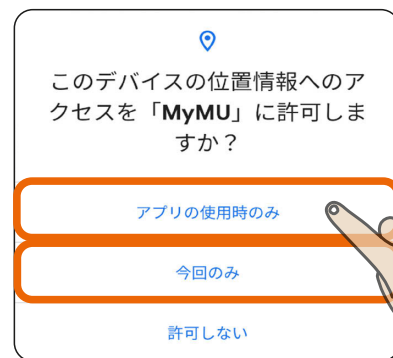 このデバイスの位置情報へのア
クセスを「MyMU」に許可しま
すか？
アプリの使用時のみ
今回のみ
許可しない